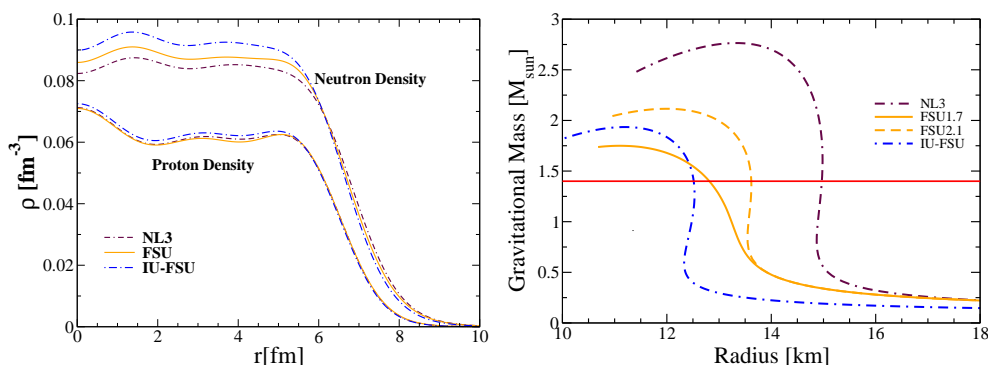 0.1
0.08
0.06
0.04
0.02
0
ρ [fm-3]
Neutron Density
Proton Density
NL3
FSU
IU-FSU
0 2 4 6 8 10
r[fm]
3
2.5
2
1.5
1
0.5
0
Gravitational Mass [Msun]
NL3
FSU1.7
FSU2.1
IU-FSU
10 12 14 16 18
Radius [km]